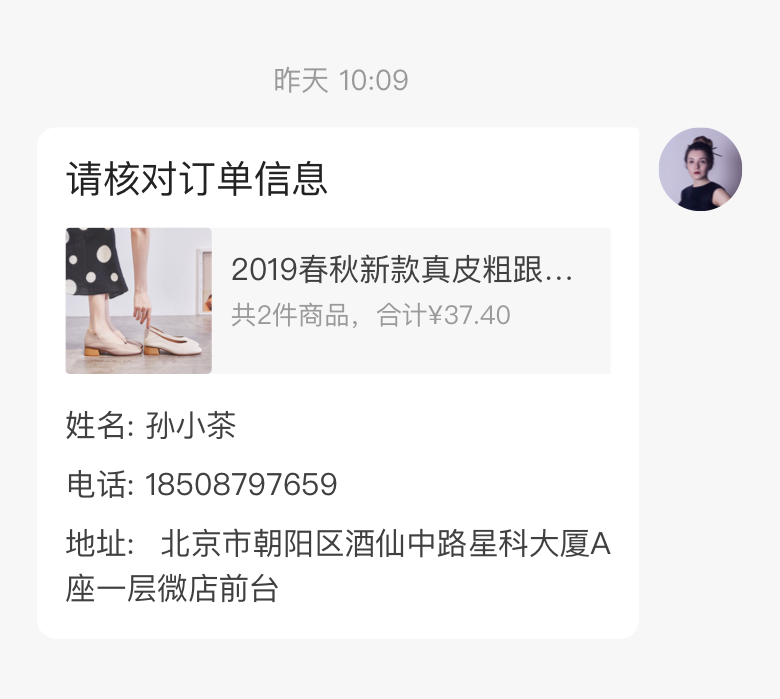 昨天 10:09
请核对订单信息
2019春秋新款真皮粗跟...
共2件商品，合计¥37.40
姓名: 孙小茶
电话: 18508797659
地址: 北京市朝阳区酒仙中路星科大厦A
座一层微店前台